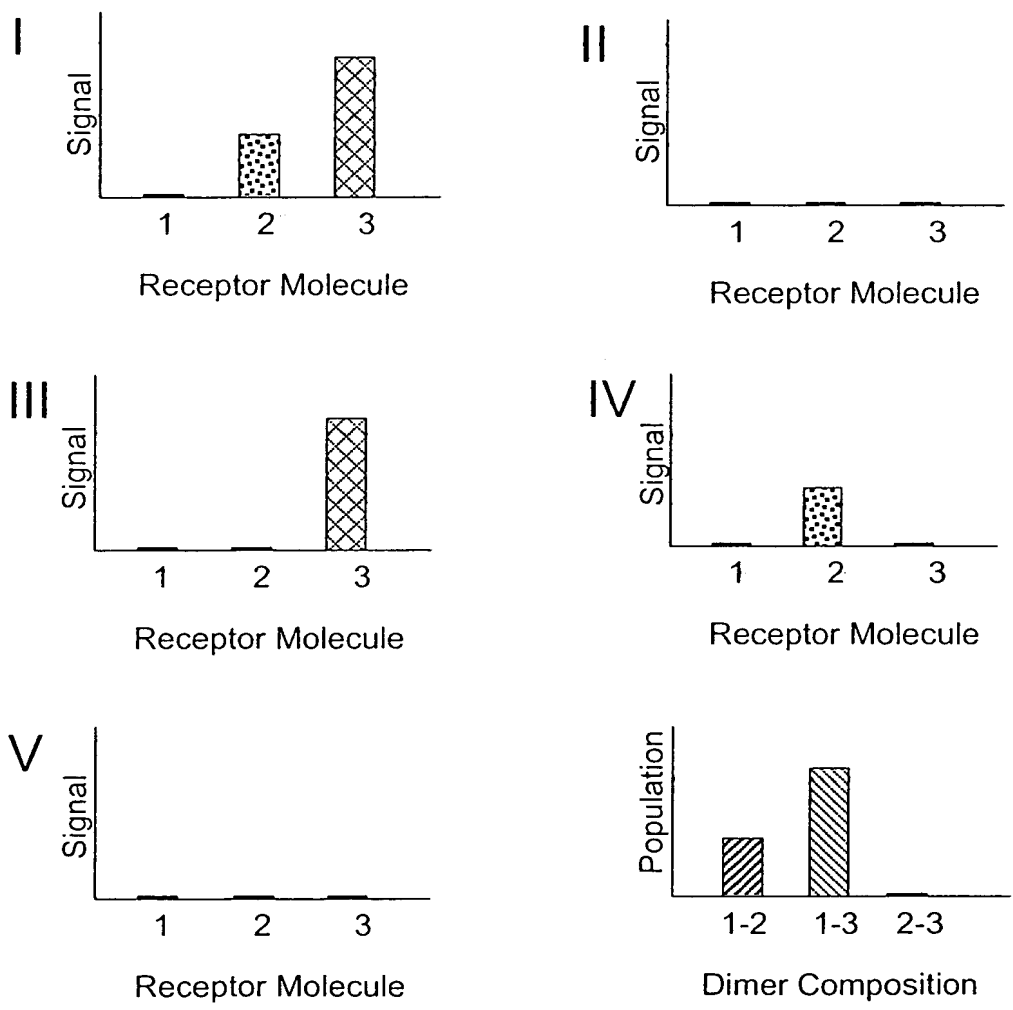 I
Signal
1 2 3
Receptor Molecule
II
Signal
1 2 3
Receptor Molecule
III
Signal
1 2 3
Receptor Molecule
IV
Signal
1 2 3
Receptor Molecule
V
Signal
1 2 3
Receptor Molecule
Population
1-2 1-3 2-3
Dimer Composition